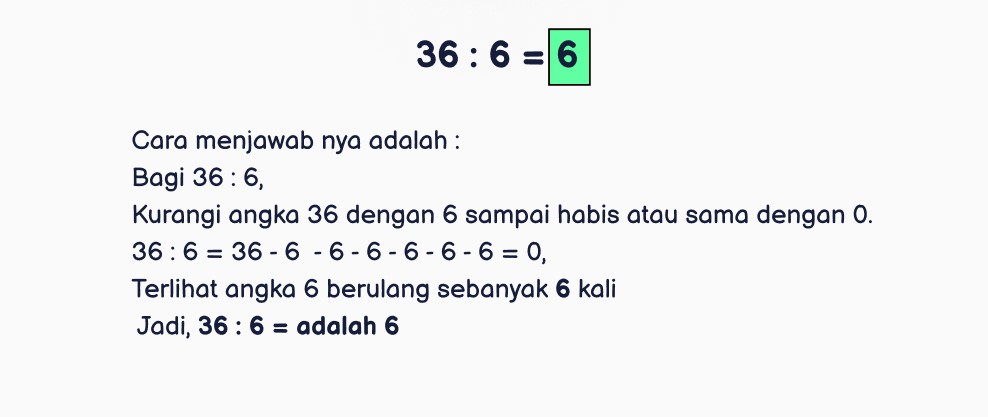 36 : 6 = 6
Cara menjawab nya adalah :
Bagi 36 : 6,
Kurangi angka 36 dengan 6 sampai habis atau sama dengan 0.
36 : 6 = 36 - 6 - 6 - 6 - 6 - 6 - 6 = 0,
Terlihat angka 6 berulang sebanyak 6 kali
Jadi, 36 : 6 = adalah 6